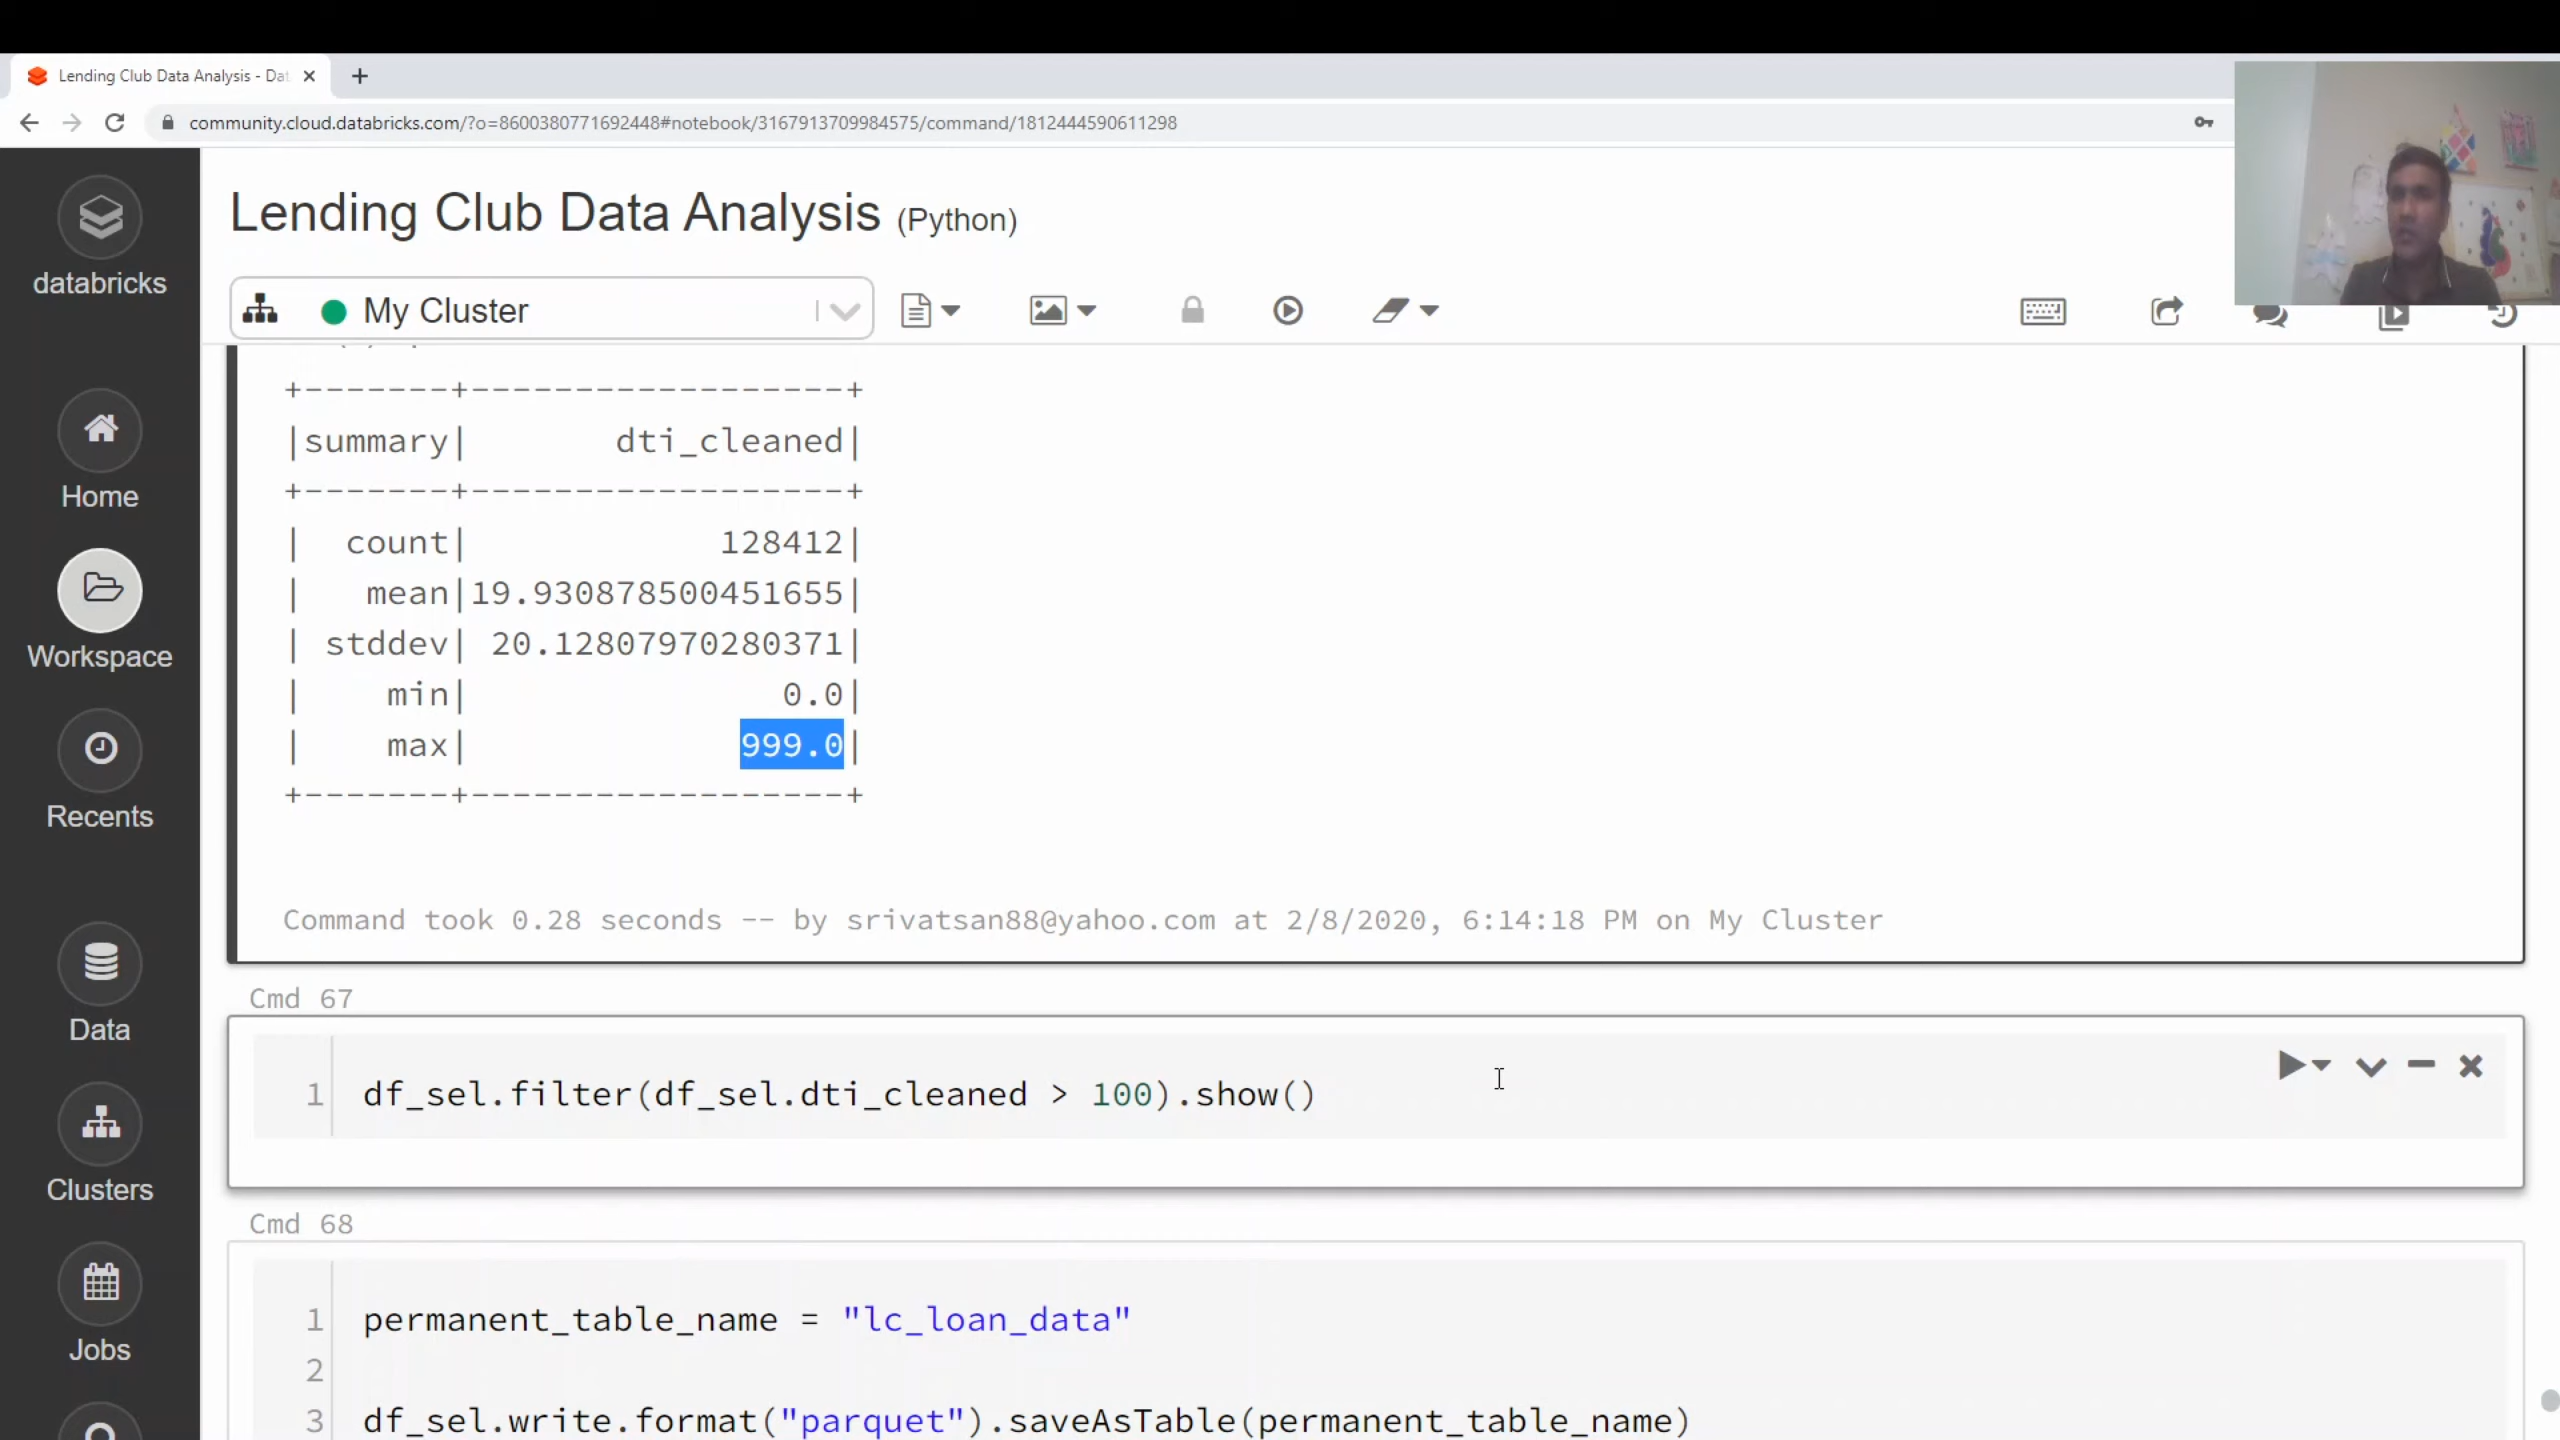 Lending Club Data Analysis - Dat
community.cloud.databricks.com/?o=8600380771692448#notebook/3167913709984575/command/1812444590611298
databricks
Home
Workspace
Recents
Data
Clusters
Jobs
Lending Club Data Analysis (Python)
My Cluster
+-------+------------------+
|summary|       dti_cleaned|
+-------+------------------+
|  count|            128412|
|   mean|19.930878500451655|
| stddev| 20.12807970280371|
|    min|               0.0|
|    max|             999.0|
+-------+------------------+
Command took 0.28 seconds -- by srivatsan88@yahoo.com at 2/8/2020, 6:14:18 PM on My Cluster
Cmd 67
1 df_sel.filter(df_sel.dti_cleaned > 100).show()
Cmd 68
1 permanent_table_name = "lc_loan_data"
2
3 df_sel.write.format("parquet").saveAsTable(permanent_table_name)